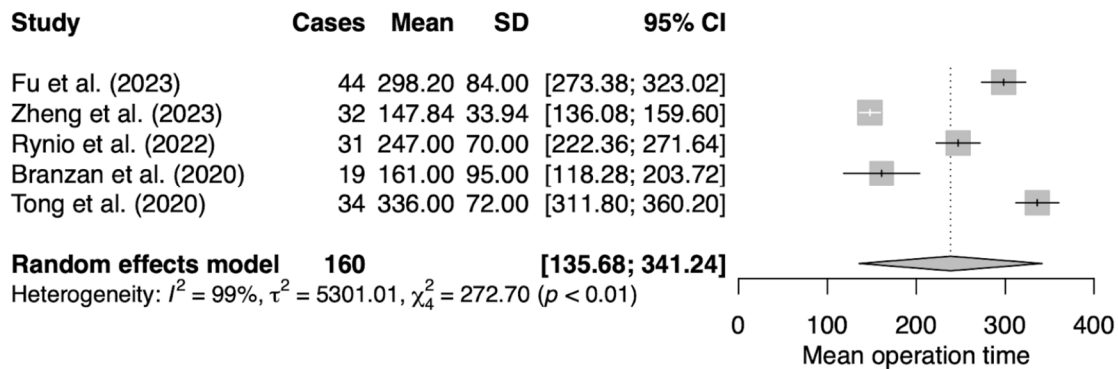 Study Cases Mean SD 95% CI
Fu et al. (2023) 44 298.20 84.00 [273.38; 323.02]
Zheng et al. (2023) 32 147.84 33.94 [136.08; 159.60]
Rynio et al. (2022) 31 247.00 70.00 [222.36; 271.64]
Branzan et al. (2020) 19 161.00 95.00 [118.28; 203.72]
Tong et al. (2020) 34 336.00 72.00 [311.80; 360.20]
Random effects model 160 [135.68; 341.24]
Heterogeneity: I² = 99%, τ² = 5301.01, χ²₄ = 272.70 (p < 0.01)
0 100 200 300 400
Mean operation time